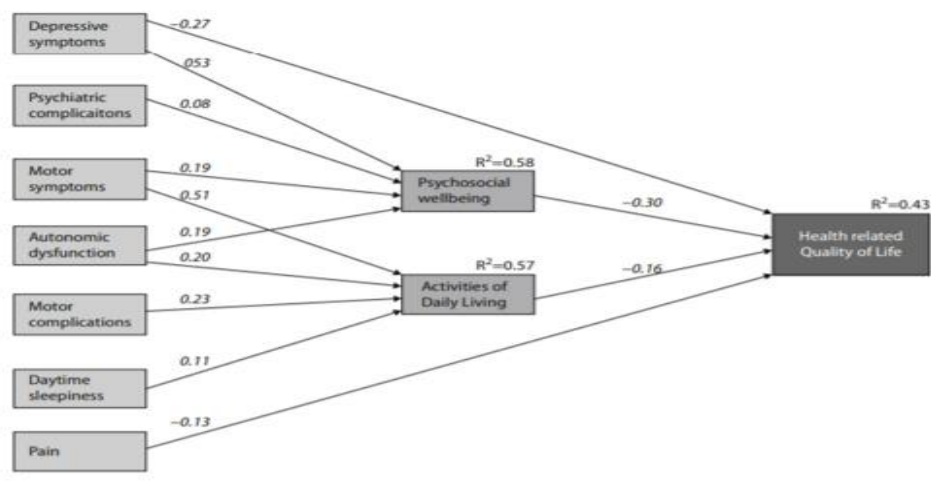 Depressive
symptoms
−0.27
053
Psychiatric
complicaitons
0.08
Motor
symptoms
0.19
0.51
Autonomic
dysfunction
0.19
0.20
Motor
complications
0.23
Daytime
sleepiness
0.11
Pain
−0.13
R²=0.58
Psychosocial
wellbeing
−0.30
R²=0.57
Activities of
Daily Living
−0.16
R²=0.43
Health related
Quality of Life